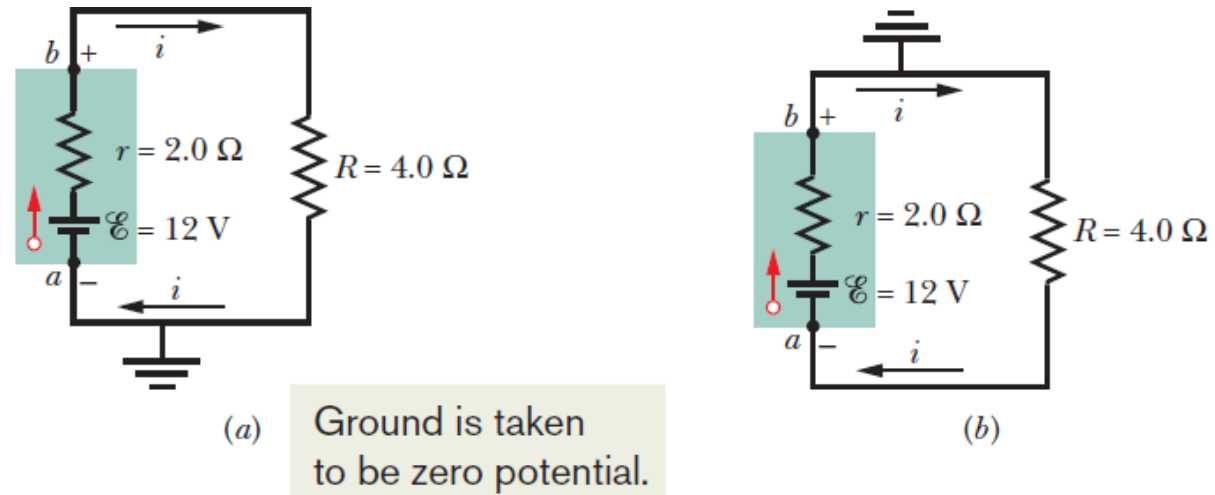 i
b +
r = 2.0 Ω
R = 4.0 Ω
ℰ = 12 V
a −
i
(a)
Ground is taken
to be zero potential.
i
b +
r = 2.0 Ω
R = 4.0 Ω
ℰ = 12 V
a −
i
(b)